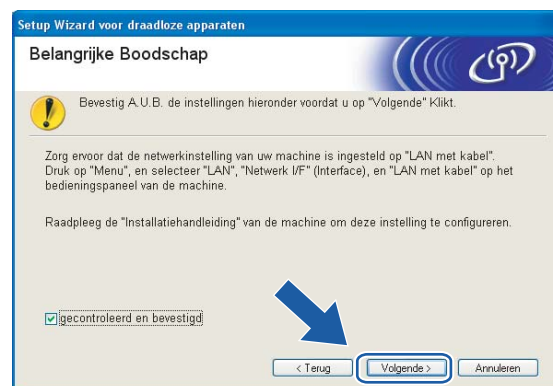 Setup Wizard voor draadloze apparaten
Belangrijke Boodschap
Bevestig A.U.B. de instellingen hieronder voordat u op "Volgende" Klikt.
Zorg ervoor dat de netwerkinstelling van uw machine is ingesteld op "LAN met kabel".
Druk op "Menu", en selecteer "LAN", "Netwerk I/F" (Interface), en "LAN met kabel" op het
bedieningspaneel van de machine.
Raadpleeg de "Installatiehandleiding" van de machine om deze instelling te configureren.
gecontroleerd en bevestigd
< Terug
Volgende >
Annuleren